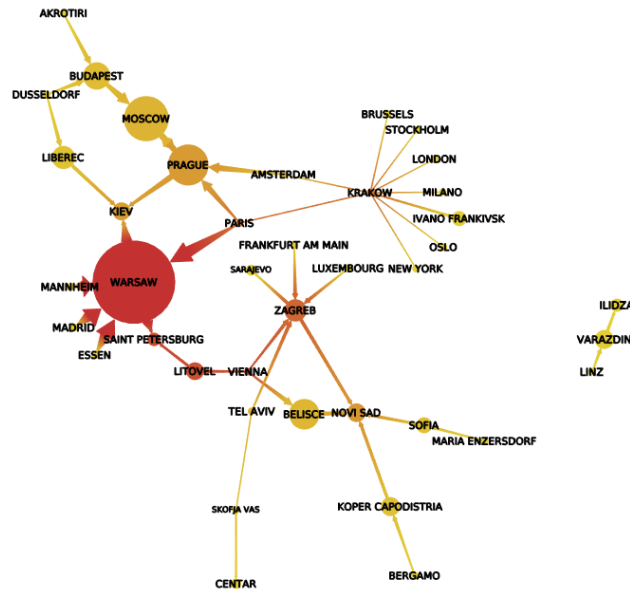 AKROTIRI
BUDAPEST
DUSSELDORF
MOSCOW
BRUSSELS
STOCKHOLM
LIBEREC
PRAGUE
LONDON
AMSTERDAM
KRAKOW
MILANO
KIEV
PARIS
IVANO FRANKIVSK
FRANKFURT AM MAIN
OSLO
SARAJEVO
LUXEMBOURG
NEW YORK
WARSAW
MANNHEIM
ZAGREB
ILIDZA
MADRID
SAINT PETERSBURG
VARAZDIN
ESSEN
LITOVEL
VIENNA
LINZ
TEL AVIV
BELISCE
NOVI SAD
SOFIA
MARIA ENZERSDORF
SKOFJA VAS
KOPER CAPODISTRIA
CENTAR
BERGAMO